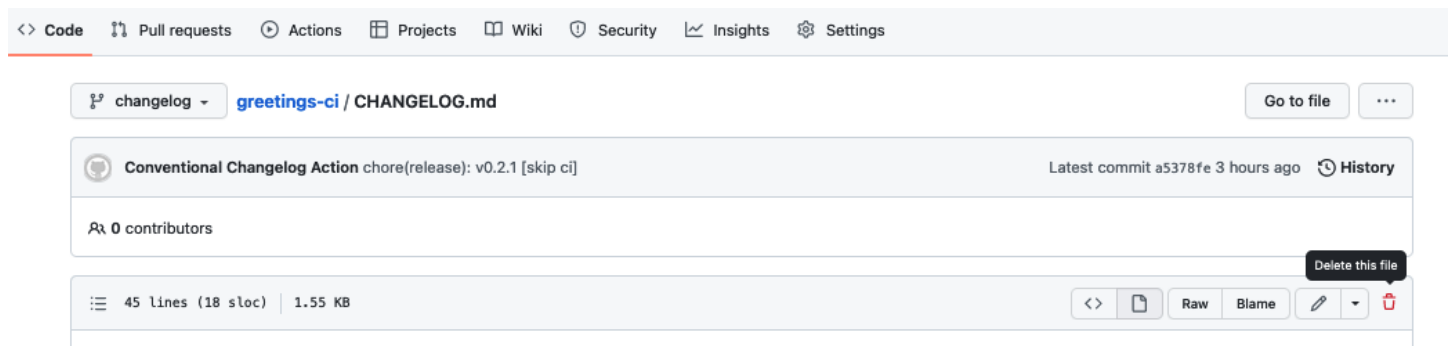 <> Code Pull requests Actions Projects Wiki Security Insights Settings
changelog greetings-ci / CHANGELOG.md Go to file ...
Conventional Changelog Action chore(release): v0.2.1 [skip ci] Latest commit a5378fe 3 hours ago History
0 contributors
Delete this file
45 lines (18 sloc) 1.55 KB <> Raw Blame